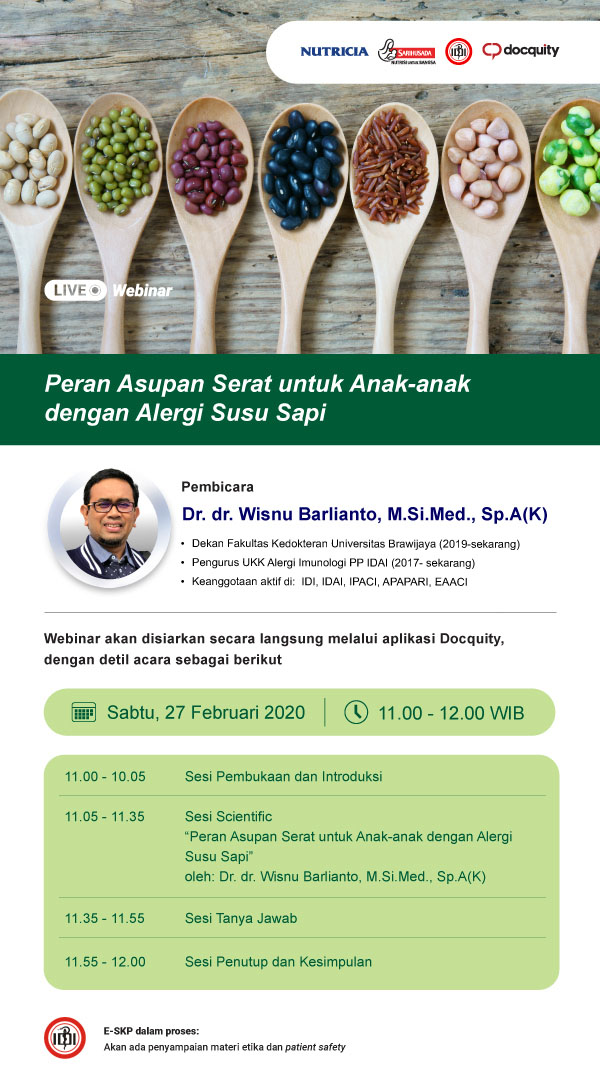 NUTRICIA
SARIHUSADA
NUTRISI UNTUK BANGSA
IDI
docquity
LIVE Webinar
Peran Asupan Serat untuk Anak-anak
dengan Alergi Susu Sapi
Pembicara
Dr. dr. Wisnu Barlianto, M.Si.Med., Sp.A(K)
• Dekan Fakultas Kedokteran Universitas Brawijaya (2019-sekarang)
• Pengurus UKK Alergi Imunologi PP IDAI (2017- sekarang)
• Keanggotaan aktif di: IDI, IDAI, IPACI, APAPARI, EAACI
Webinar akan disiarkan secara langsung melalui aplikasi Docquity,
dengan detil acara sebagai berikut
Sabtu, 27 Februari 2020 11.00 - 12.00 WIB
11.00 - 10.05 Sesi Pembukaan dan Introduksi
11.05 - 11.35 Sesi Scientific
“Peran Asupan Serat untuk Anak-anak dengan Alergi
Susu Sapi”
oleh: Dr. dr. Wisnu Barlianto, M.Si.Med., Sp.A(K)
11.35 - 11.55 Sesi Tanya Jawab
11.55 - 12.00 Sesi Penutup dan Kesimpulan
IDI
E-SKP dalam proses:
Akan ada penyampaian materi etika dan patient safety